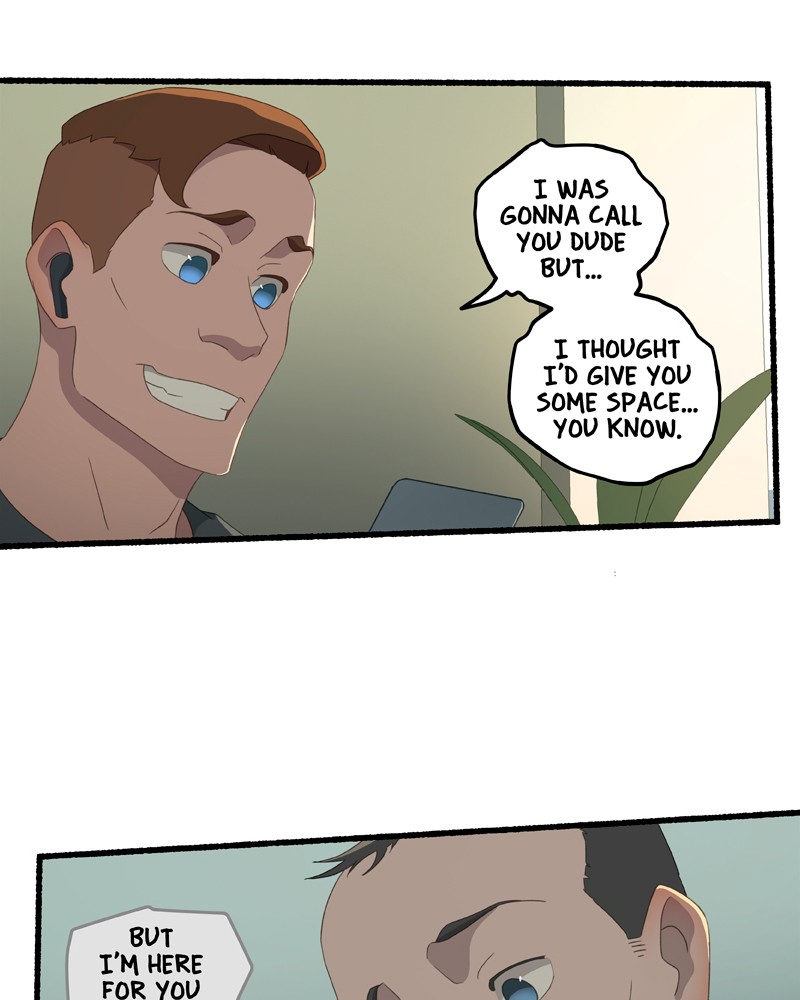 I WAS
GONNA CALL
YOU DUDE
BUT...
I THOUGHT
I'D GIVE YOU
SOME SPACE...
YOU KNOW.
BUT
I'M HERE
FOR YOU